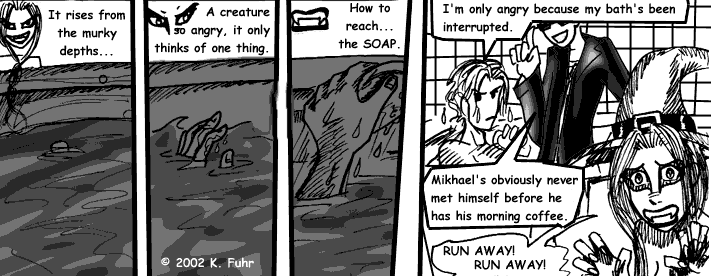 It rises from
the murky
depths...
A creature
so angry, it only
thinks of one thing.
How to
reach...
the SOAP.
© 2002 K. Fuhr
I'm only angry because my bath's been
interrupted.
Mikhael's obviously never
met himself before he
has his morning coffee.
RUN AWAY!
RUN AWAY!